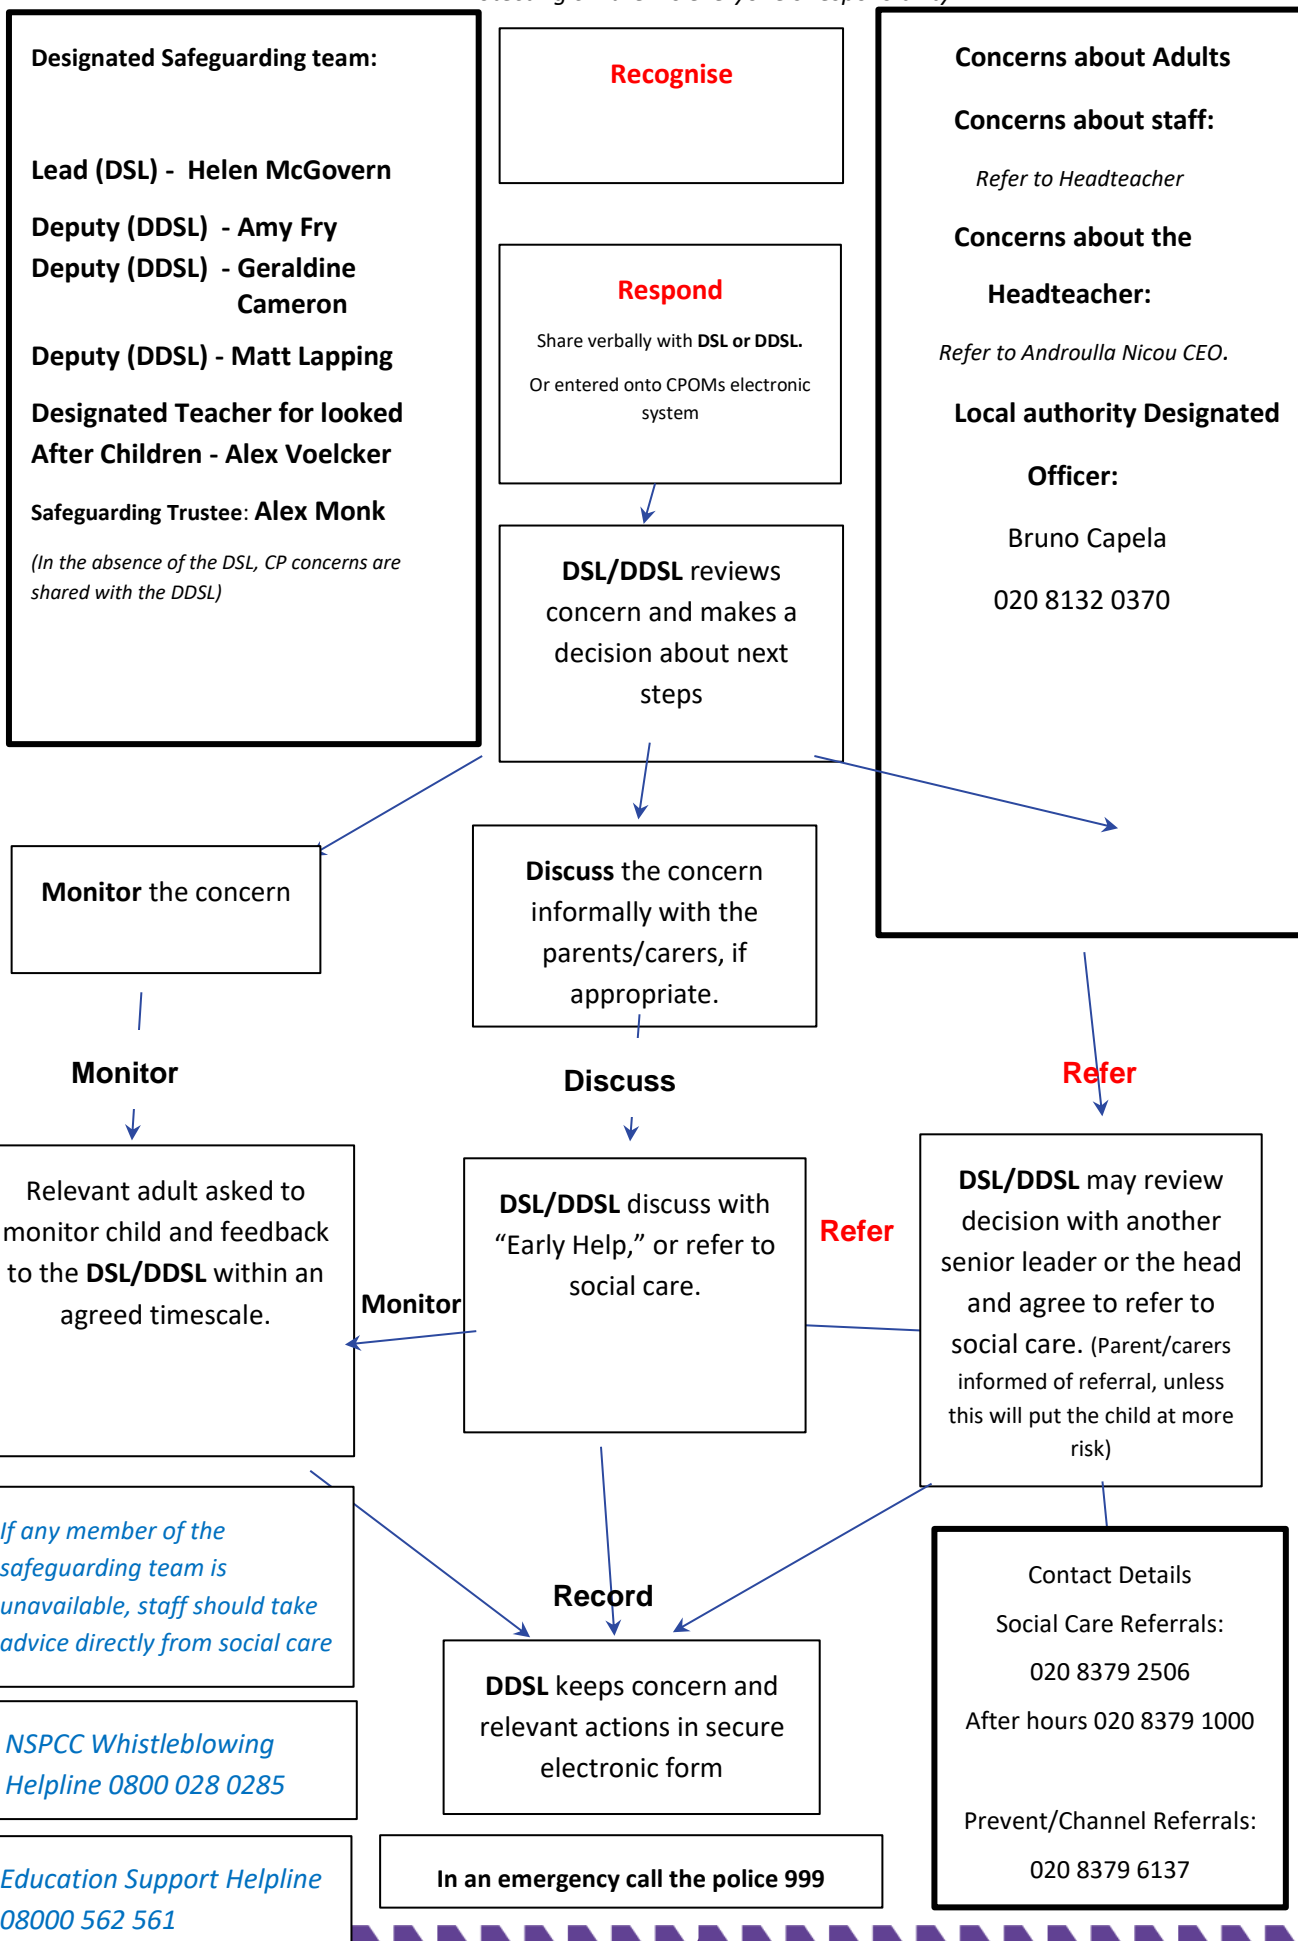 Designated Safeguarding team:
Lead (DSL) - Helen McGovern
Deputy (DDSL) - Amy Fry
Deputy (DDSL) - Geraldine
Cameron
Deputy (DDSL) - Matt Lapping
Designated Teacher for looked
After Children - Alex Voelcker
Safeguarding Trustee: Alex Monk
(In the absence of the DSL, CP concerns are
shared with the DDSL)
Recognise
Respond
Share verbally with DSL or DDSL.
Or entered onto CPOMs electronic
system
DSL/DDSL reviews
concern and makes a
decision about next
steps
Concerns about Adults
Concerns about staff:
Refer to Headteacher
Concerns about the
Headteacher:
Refer to Androulla Nicou CEO.
Local authority Designated
Officer:
Bruno Capela
020 8132 0370
Monitor the concern
Discuss the concern
informally with the
parents/carers, if
appropriate.
Monitor
Discuss
Refer
Relevant adult asked to
monitor child and feedback
to the DSL/DDSL within an
agreed timescale.
Monitor
DSL/DDSL discuss with
“Early Help,” or refer to
social care.
Refer
DSL/DDSL may review
decision with another
senior leader or the head
and agree to refer to
social care. (Parent/carers
informed of referral, unless
this will put the child at more
risk)
If any member of the
safeguarding team is
unavailable, staff should take
advice directly from social care
NSPCC Whistleblowing
Helpline 0800 028 0285
Education Support Helpline
08000 562 561
Record
DDSL keeps concern and
relevant actions in secure
electronic form
In an emergency call the police 999
Contact Details
Social Care Referrals:
020 8379 2506
After hours 020 8379 1000
Prevent/Channel Referrals:
020 8379 6137